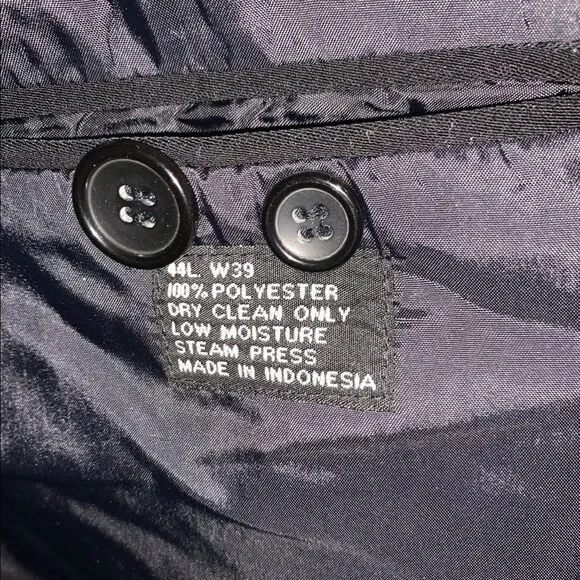 44L W39
100% POLYESTER
DRY CLEAN ONLY
LOW MOISTURE
STEAM PRESS
MADE IN INDONESIA